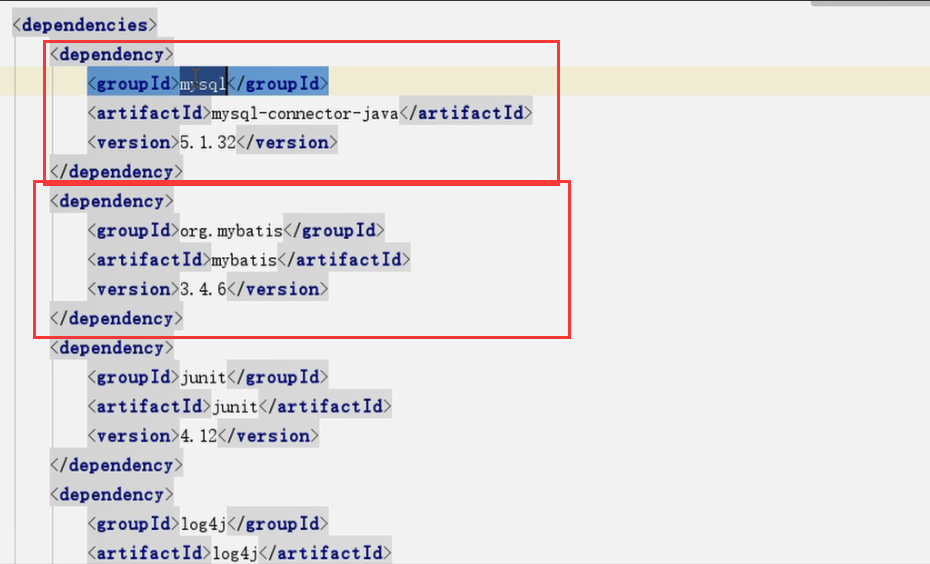 <dependencies>
<dependency>
<groupId>mysql</groupId>
<artifactId>mysql-connector-java</artifactId>
<version>5.1.32</version>
</dependency>
<dependency>
<groupId>org.mybatis</groupId>
<artifactId>mybatis</artifactId>
<version>3.4.6</version>
</dependency>
<dependency>
<groupId>junit</groupId>
<artifactId>junit</artifactId>
<version>4.12</version>
</dependency>
<dependency>
<groupId>log4j</groupId>
<artifactId>log4j</artifactId>